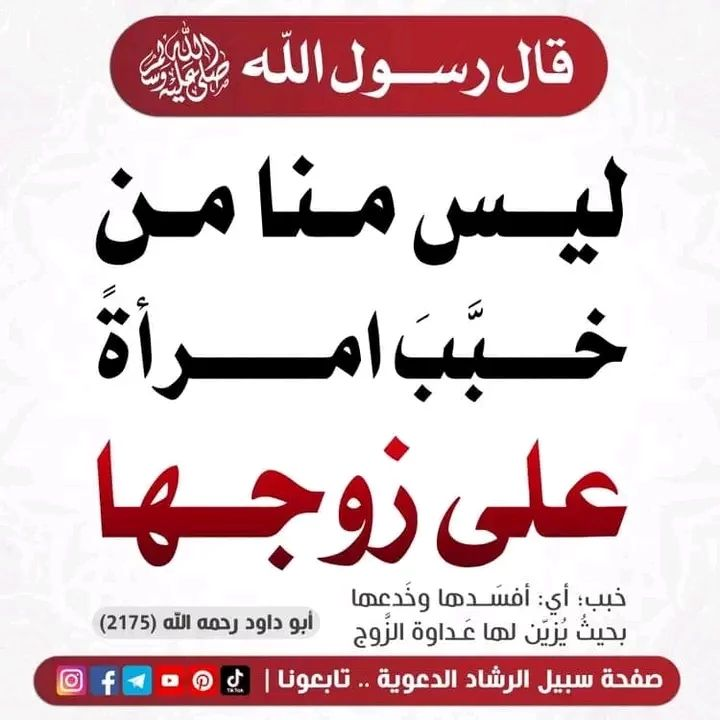 قال رسول الله صلى الله عليه وسلم
ليس منا من
خبَّبَ امرأةً
على زوجها
خبب؛ أي: أفسَدها وخَدعها
بحيثُ يُزيّن لها عَداوة الزَّوج
أبو داود رحمه الله (2175)
صفحة سبيل الرشاد الدعوية .. تابعونا |
TikTok